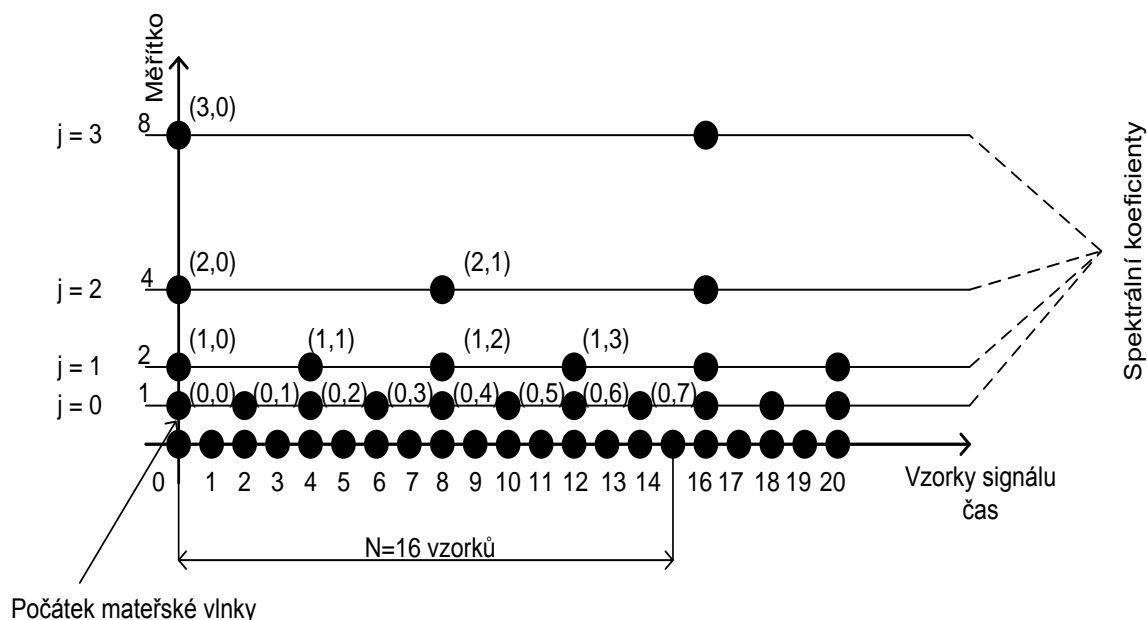 Měřítko
j = 3 8 (3,0)
j = 2 4 (2,0) (2,1)
j = 1 2 (1,0) (1,1) (1,2) (1,3)
j = 0 1 (0,0) (0,1) (0,2) (0,3) (0,4) (0,5) (0,6) (0,7)
0 1 2 3 4 5 6 7 8 9 10 11 12 13 14 16 17 18 19 20
Vzorky signálu
čas
N=16 vzorků
Počátek mateřské vlnky
Spektrální koeficienty